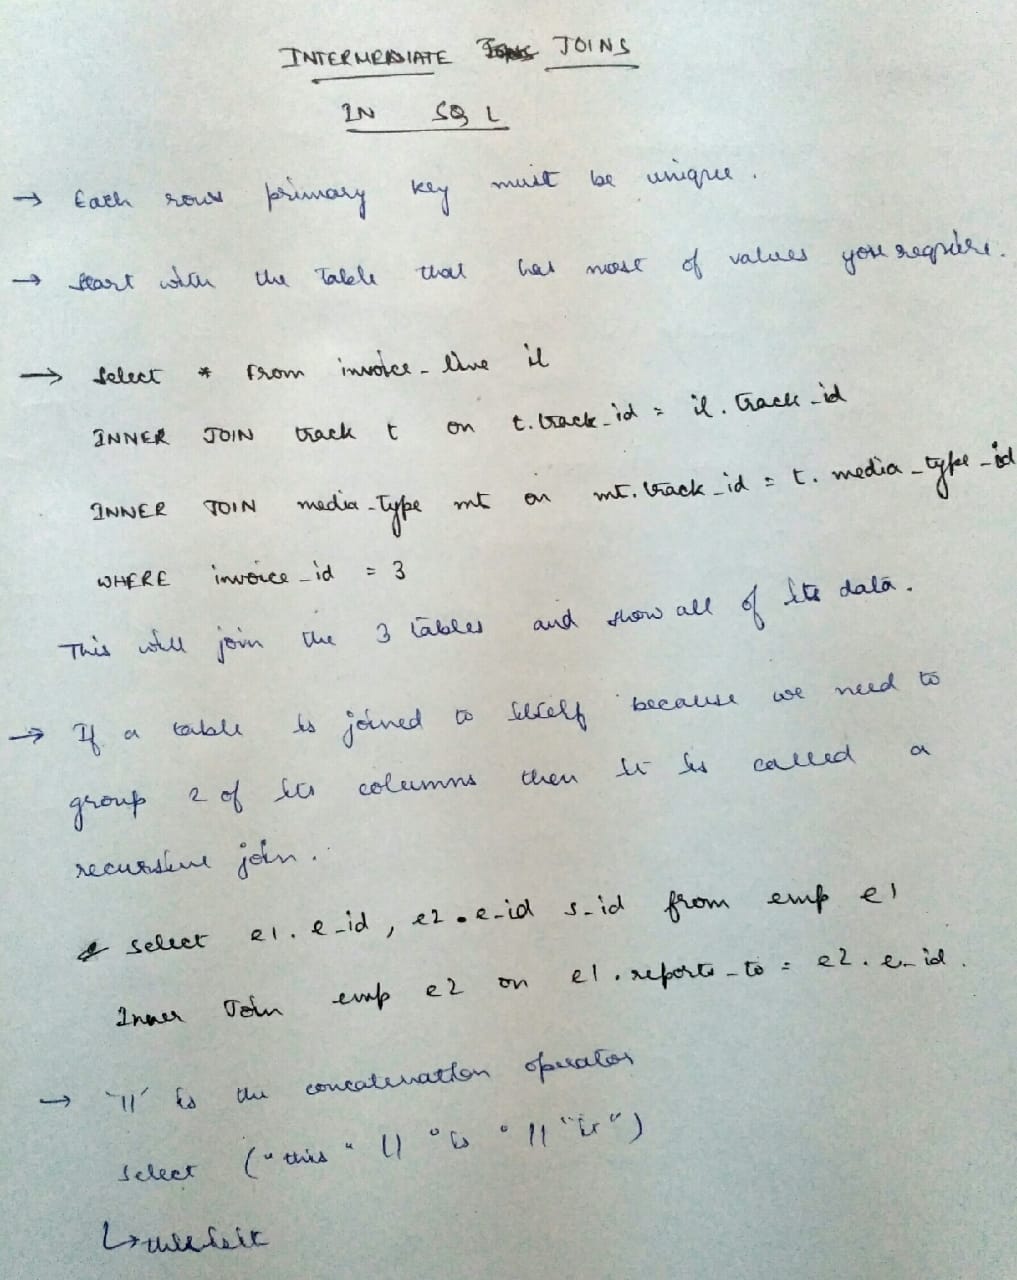 INTERMEDIATE JOINS
IN SQL
→ Each rows primary key must be unique.
→ Start with the Table that has most of values you require.
→ Select * From invoice_line il
INNER JOIN track t on t.track_id = il.track_id
INNER JOIN media_type mt on mt.track_id = t.media_type_id
WHERE invoice_id = 3
This will join the 3 tables and show all of its data.
→ If a table is joined to itself because we need to
group 2 of its columns then it is called a
recursive join.
select e1.e_id, e2.e_id s_id from emp e1
Inner Join emp e2 on e1.reports_to = e2.e_id.
→ '||' is the concatenation operator
Select ("this" || "is" || "it")
↳